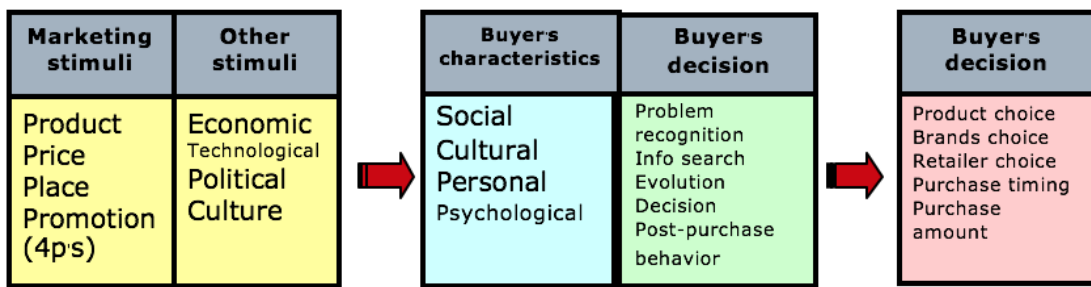 Marketing
stimuli
Product
Price
Place
Promotion
(4p's)
Other
stimuli
Economic
Technological
Political
Culture
Buyer's
characteristics
Social
Cultural
Personal
Psychological
Buyer's
decision
Problem
recognition
Info search
Evolution
Decision
Post-purchase
behavior
Buyer's
decision
Product choice
Brands choice
Retailer choice
Purchase timing
Purchase
amount